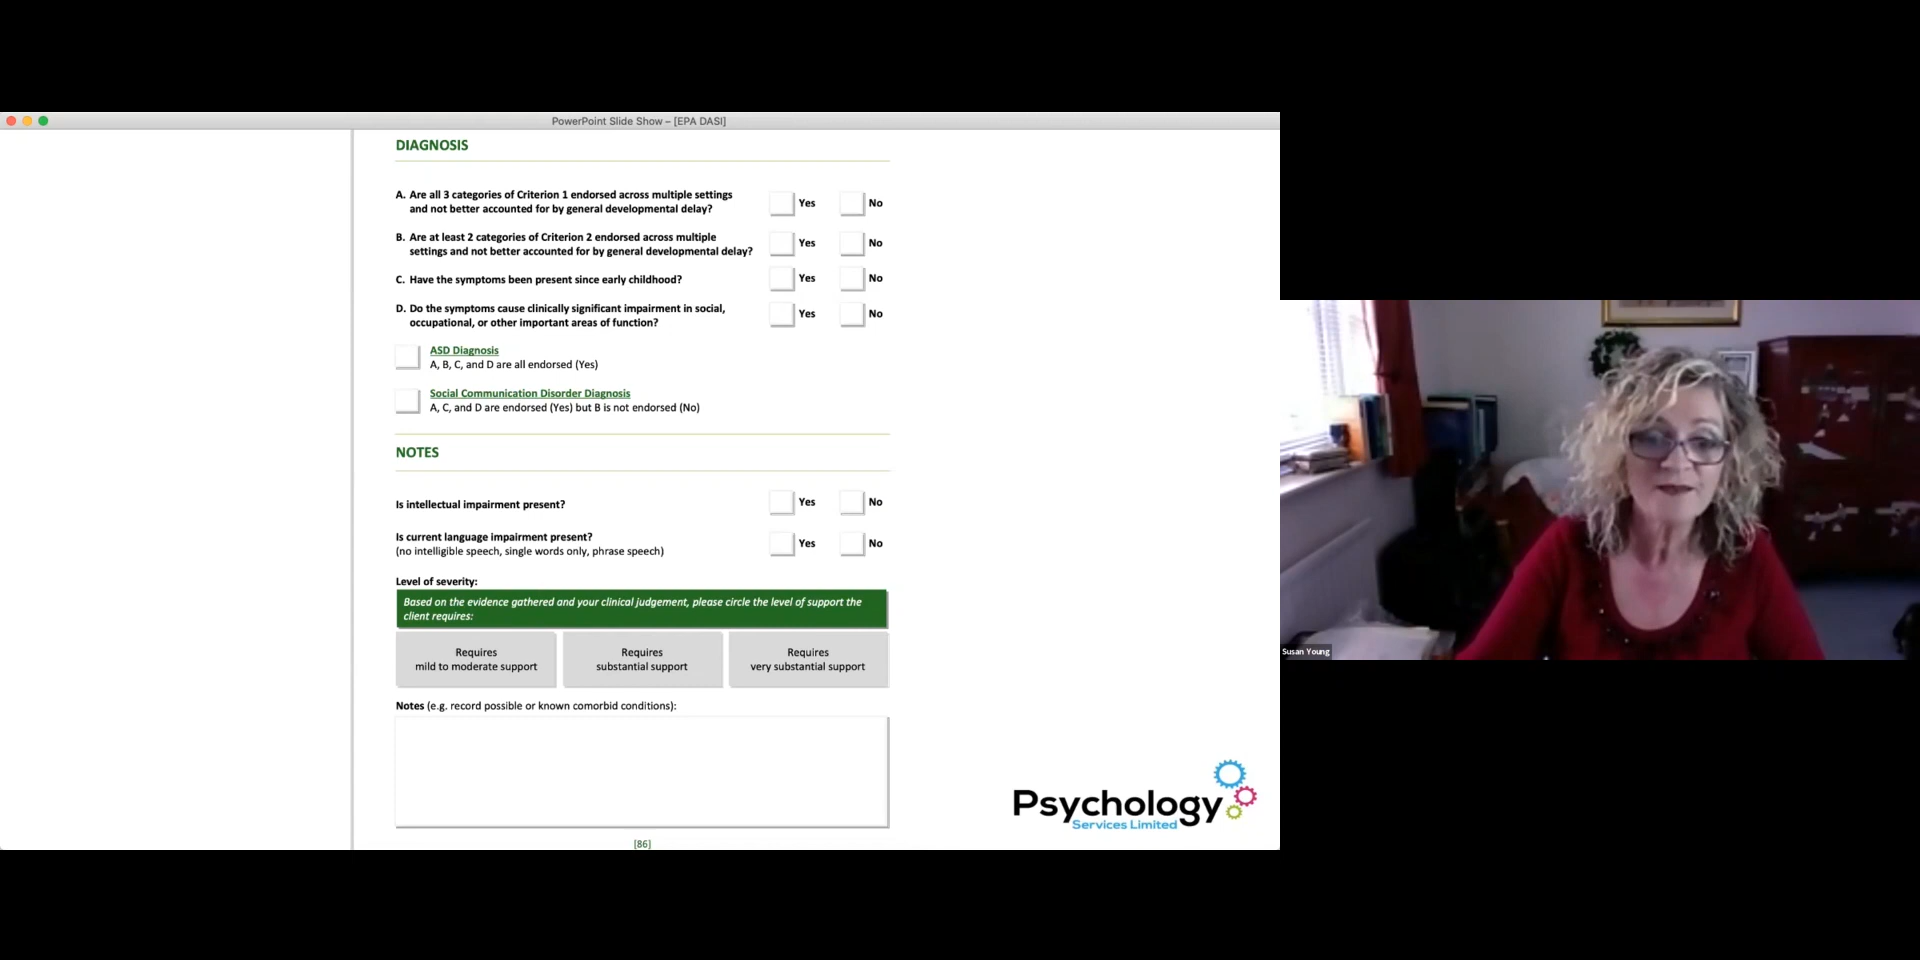 PowerPoint Slide Show – [EPA DASI]
DIAGNOSIS
A. Are all 3 categories of Criterion 1 endorsed across multiple settings
and not better accounted for by general developmental delay?
Yes
No
B. Are at least 2 categories of Criterion 2 endorsed across multiple
settings and not better accounted for by general developmental delay?
Yes
No
C. Have the symptoms been present since early childhood?
Yes
No
D. Do the symptoms cause clinically significant impairment in social,
occupational, or other important areas of function?
Yes
No
ASD Diagnosis
A, B, C, and D are all endorsed (Yes)
Social Communication Disorder Diagnosis
A, C, and D are endorsed (Yes) but B is not endorsed (No)
NOTES
Is intellectual impairment present?
Yes
No
Is current language impairment present?
(no intelligible speech, single words only, phrase speech)
Yes
No
Level of severity:
Based on the evidence gathered and your clinical judgement, please circle the level of support the
client requires:
Requires
mild to moderate support
Requires
substantial support
Requires
very substantial support
Notes (e.g. record possible or known comorbid conditions):
[86]
Psychology
Services Limited
Susan Young